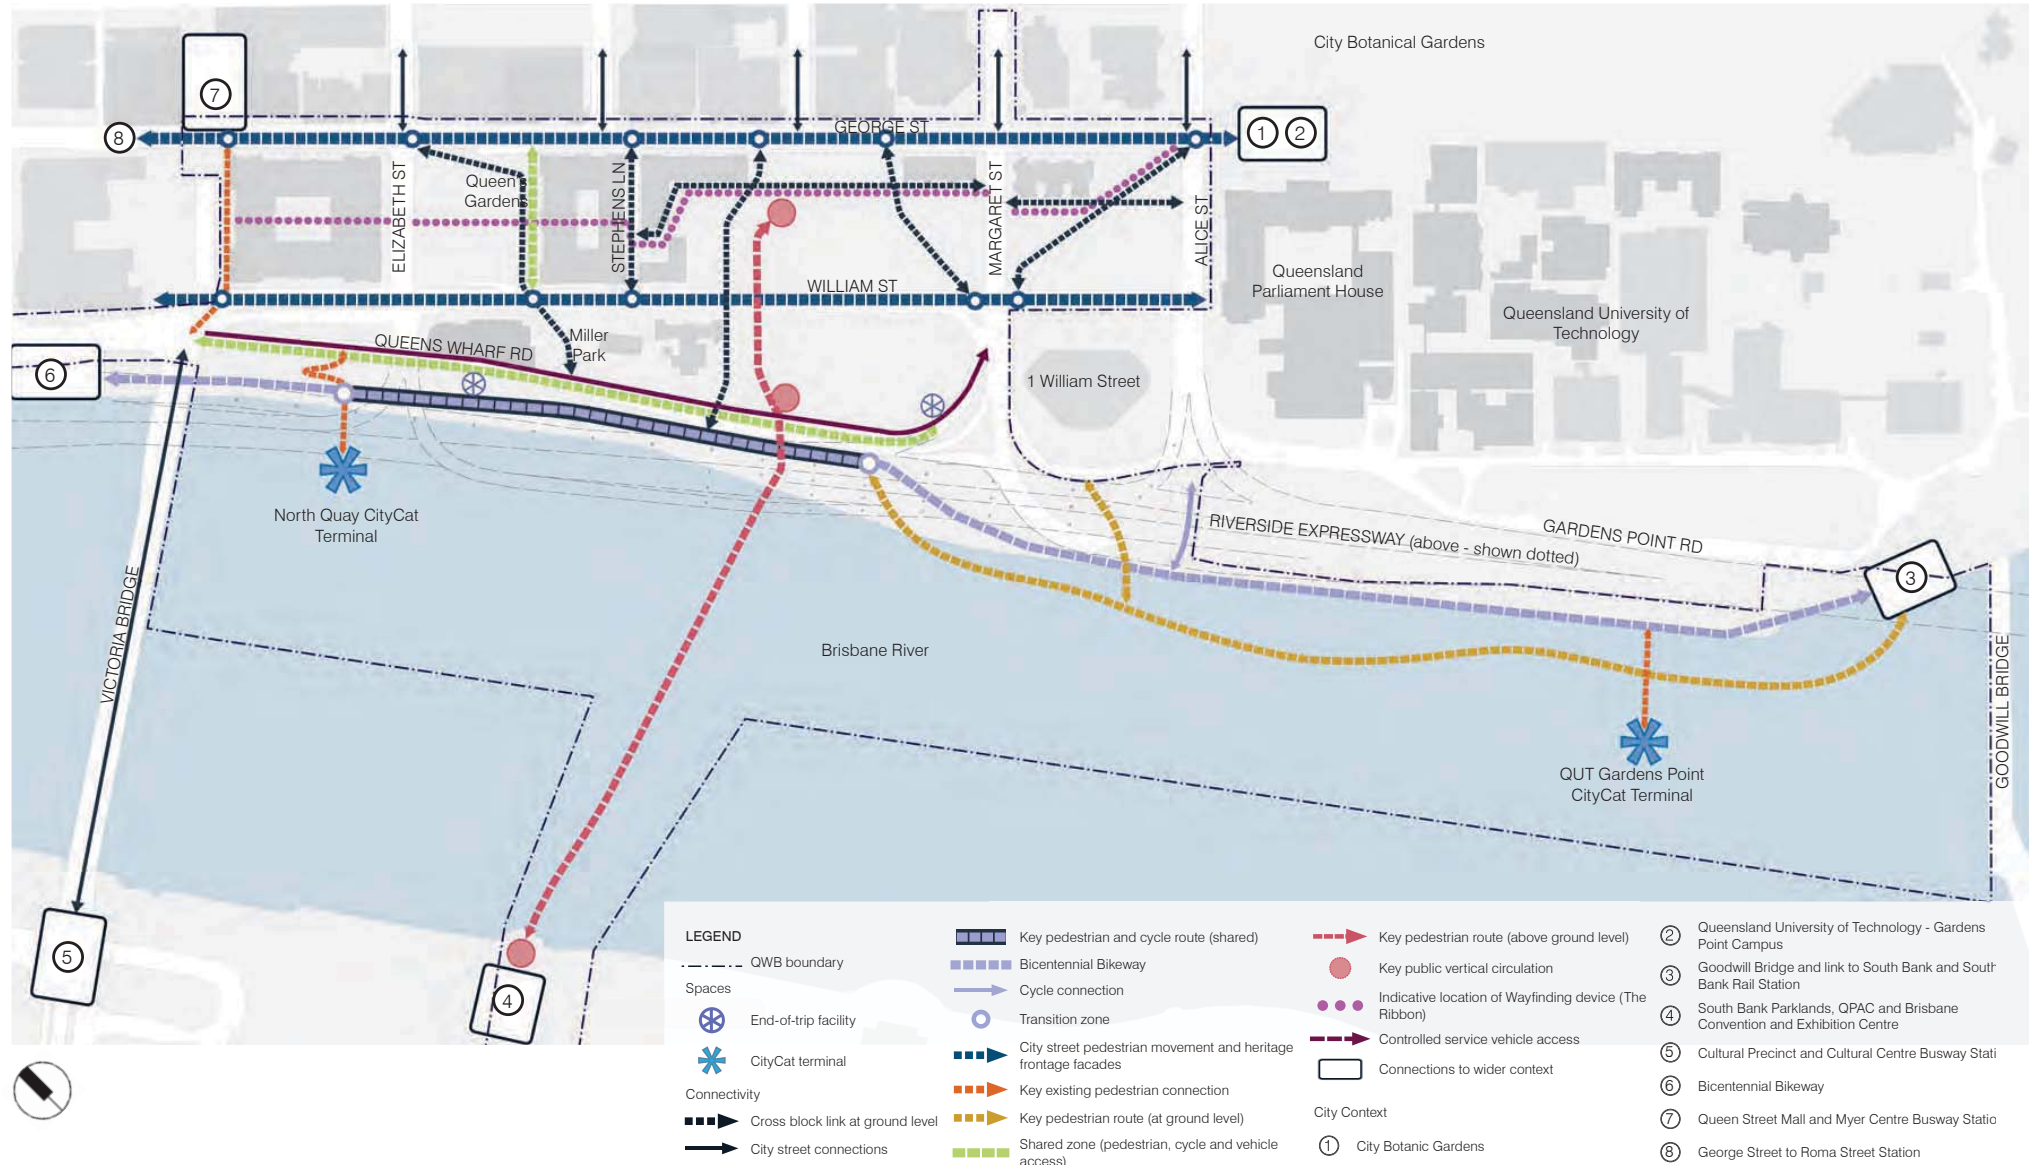 City Botanical Gardens
7
8
GEORGE ST
1
2
ELIZABETH ST
Queen
Gardens
STEPHENS LN
MARGARET ST
ALICE ST
WILLIAM ST
Queensland
Parliament House
Queensland University of
Technology
QUEENS WHARF RD
Miller
Park
6
1 William Street
North Quay CityCat
Terminal
RIVERSIDE EXPRESSWAY (above - shown dotted)
GARDENS POINT RD
3
VICTORIA BRIDGE
Brisbane River
GOODWILL BRIDGE
QUT Gardens Point
CityCat Terminal
5
4
LEGEND
QWB boundary
Spaces
End-of-trip facility
CityCat terminal
Connectivity
Cross block link at ground level
City street connections
Key pedestrian and cycle route (shared)
Bicentennial Bikeway
Cycle connection
Transition zone
City street pedestrian movement and heritage
frontage facades
Key existing pedestrian connection
Key pedestrian route (at ground level)
Shared zone (pedestrian, cycle and vehicle
access)
Key pedestrian route (above ground level)
Key public vertical circulation
Indicative location of Wayfinding device (The
Ribbon)
Controlled service vehicle access
Connections to wider context
City Context
1 City Botanic Gardens
2 Queensland University of Technology - Gardens
Point Campus
3 Goodwill Bridge and link to South Bank and South
Bank Rail Station
4 South Bank Parklands, QPAC and Brisbane
Convention and Exhibition Centre
5 Cultural Precinct and Cultural Centre Busway Stati
6 Bicentennial Bikeway
7 Queen Street Mall and Myer Centre Busway Statio
8 George Street to Roma Street Station